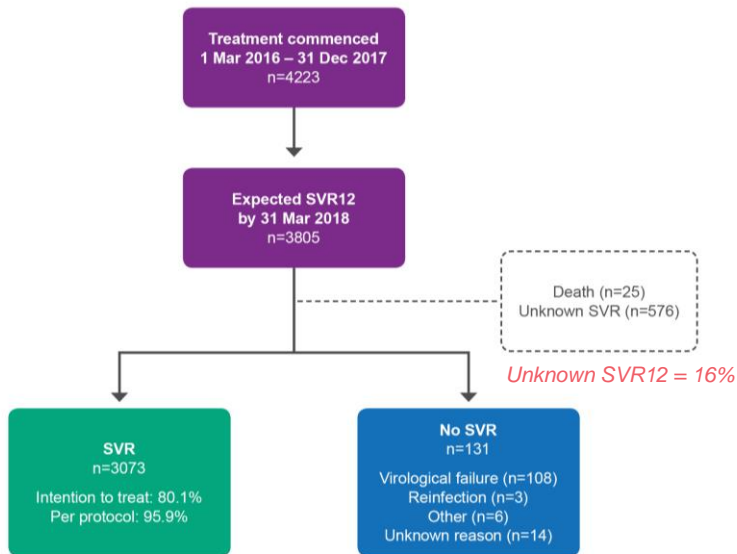 Treatment commenced
1 Mar 2016 – 31 Dec 2017
n=4223
Expected SVR12
by 31 Mar 2018
n=3805
Death (n=25)
Unknown SVR (n=576)
Unknown SVR12 = 16%
SVR
n=3073
Intention to treat: 80.1%
Per protocol: 95.9%
No SVR
n=131
Virological failure (n=108)
Reinfection (n=3)
Other (n=6)
Unknown reason (n=14)